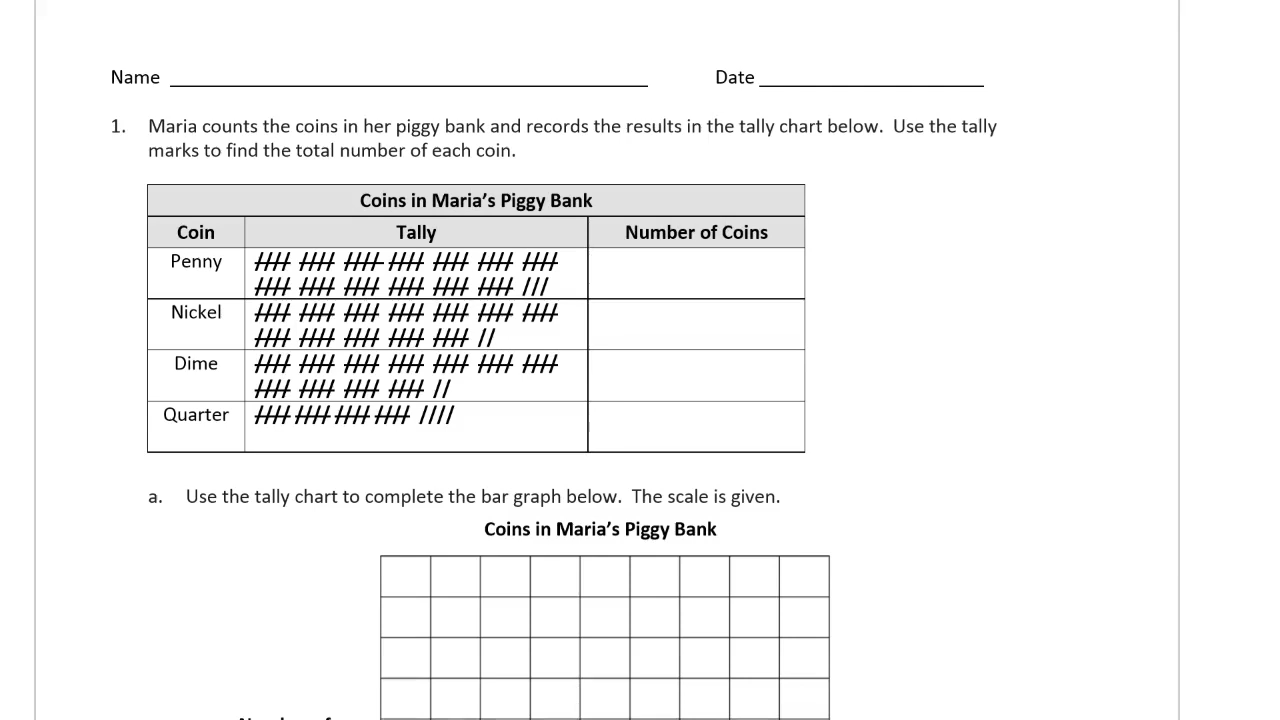 Name Date
1. Maria counts the coins in her piggy bank and records the results in the tally chart below. Use the tally
marks to find the total number of each coin.
Coins in Maria’s Piggy Bank
Coin Tally Number of Coins
Penny
Nickel
Dime
Quarter
a. Use the tally chart to complete the bar graph below. The scale is given.
Coins in Maria’s Piggy Bank